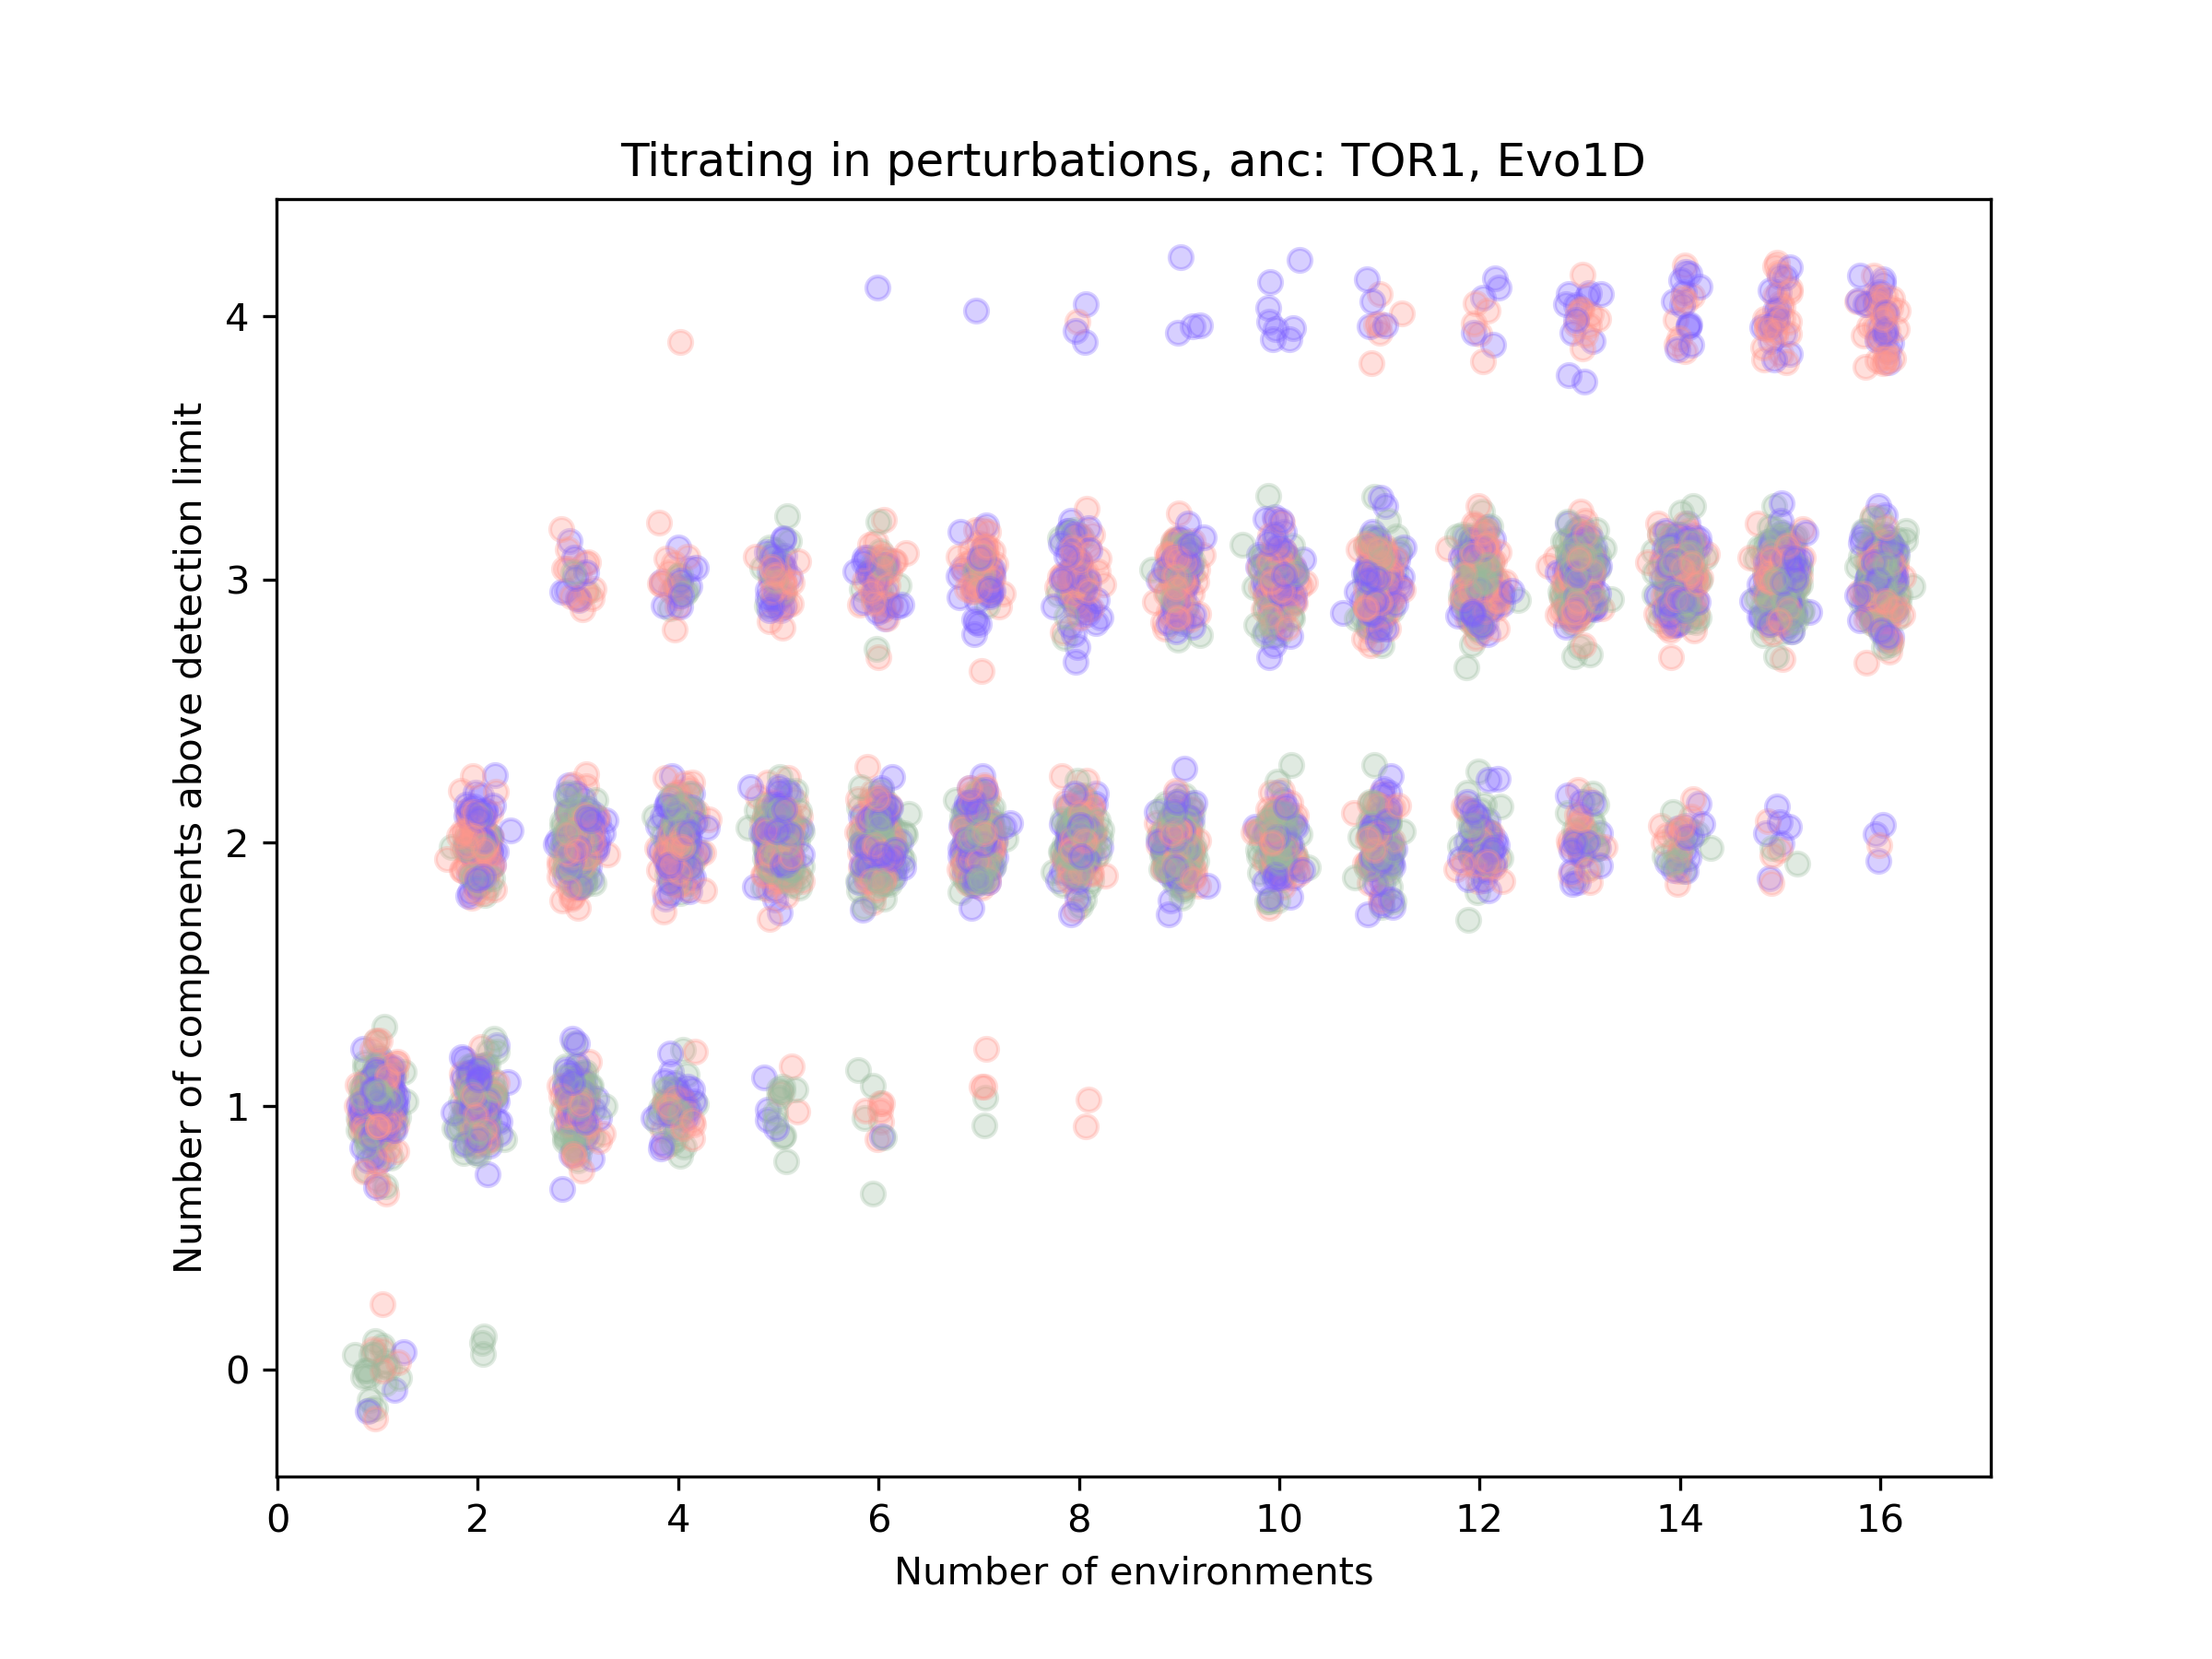 Titrating in perturbations, anc: TOR1, Evo1D
Number of components above detection limit
4
3
2
1
0
0 2 4 6 8 10 12 14 16
Number of environments